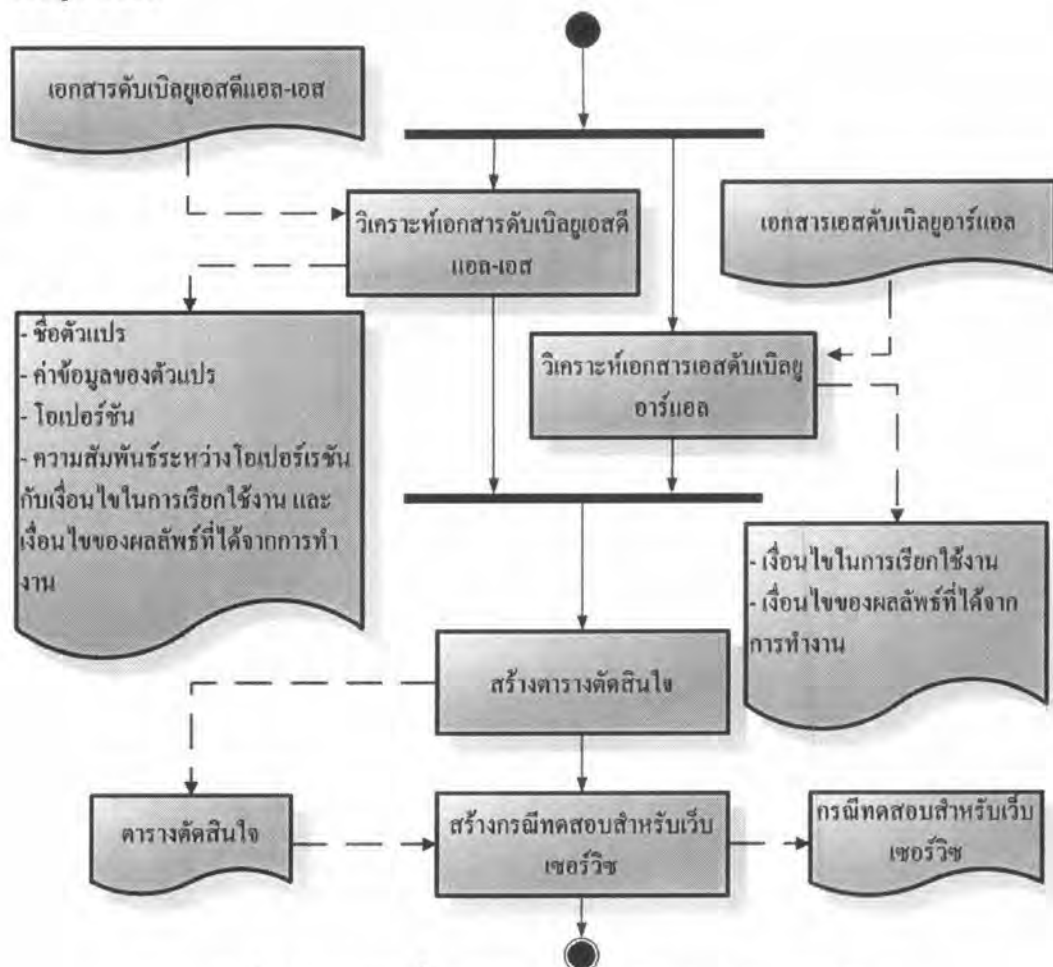 เอกสารดับเบิลยูเอสดีแอล-เอส
วิเคราะห์เอกสารดับเบิลยูเอสดี
แอล-เอส
เอกสารเอสดับเบิลยูอาร์แอล
- ชื่อตัวแปร
- ค่าข้อมูลของตัวแปร
- โอเปอร์ชัน
- ความสัมพันธ์ระหว่างโอเปอร์เรชัน
กับเงื่อนไขในการเรียกใช้งาน และ
เงื่อนไขของผลลัพธ์ที่ได้จากการทำ
งาน
วิเคราะห์เอกสารเอสดับเบิลยู
อาร์แอล
- เงื่อนไขในการเรียกใช้งาน
- เงื่อนไขของผลลัพธ์ที่ได้จาก
การทำงาน
สร้างตารางตัดสินใจ
ตารางตัดสินใจ
สร้างกรณีทดสอบสำหรับเว็บ
เซอร์วิซ
กรณีทดสอบสำหรับเว็บ
เซอร์วิซ